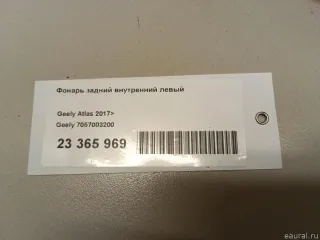 Фонарь задний внутренний левый
Geely Atlas 2017>
Geely 7057003200
23 365 969
eaural.ru